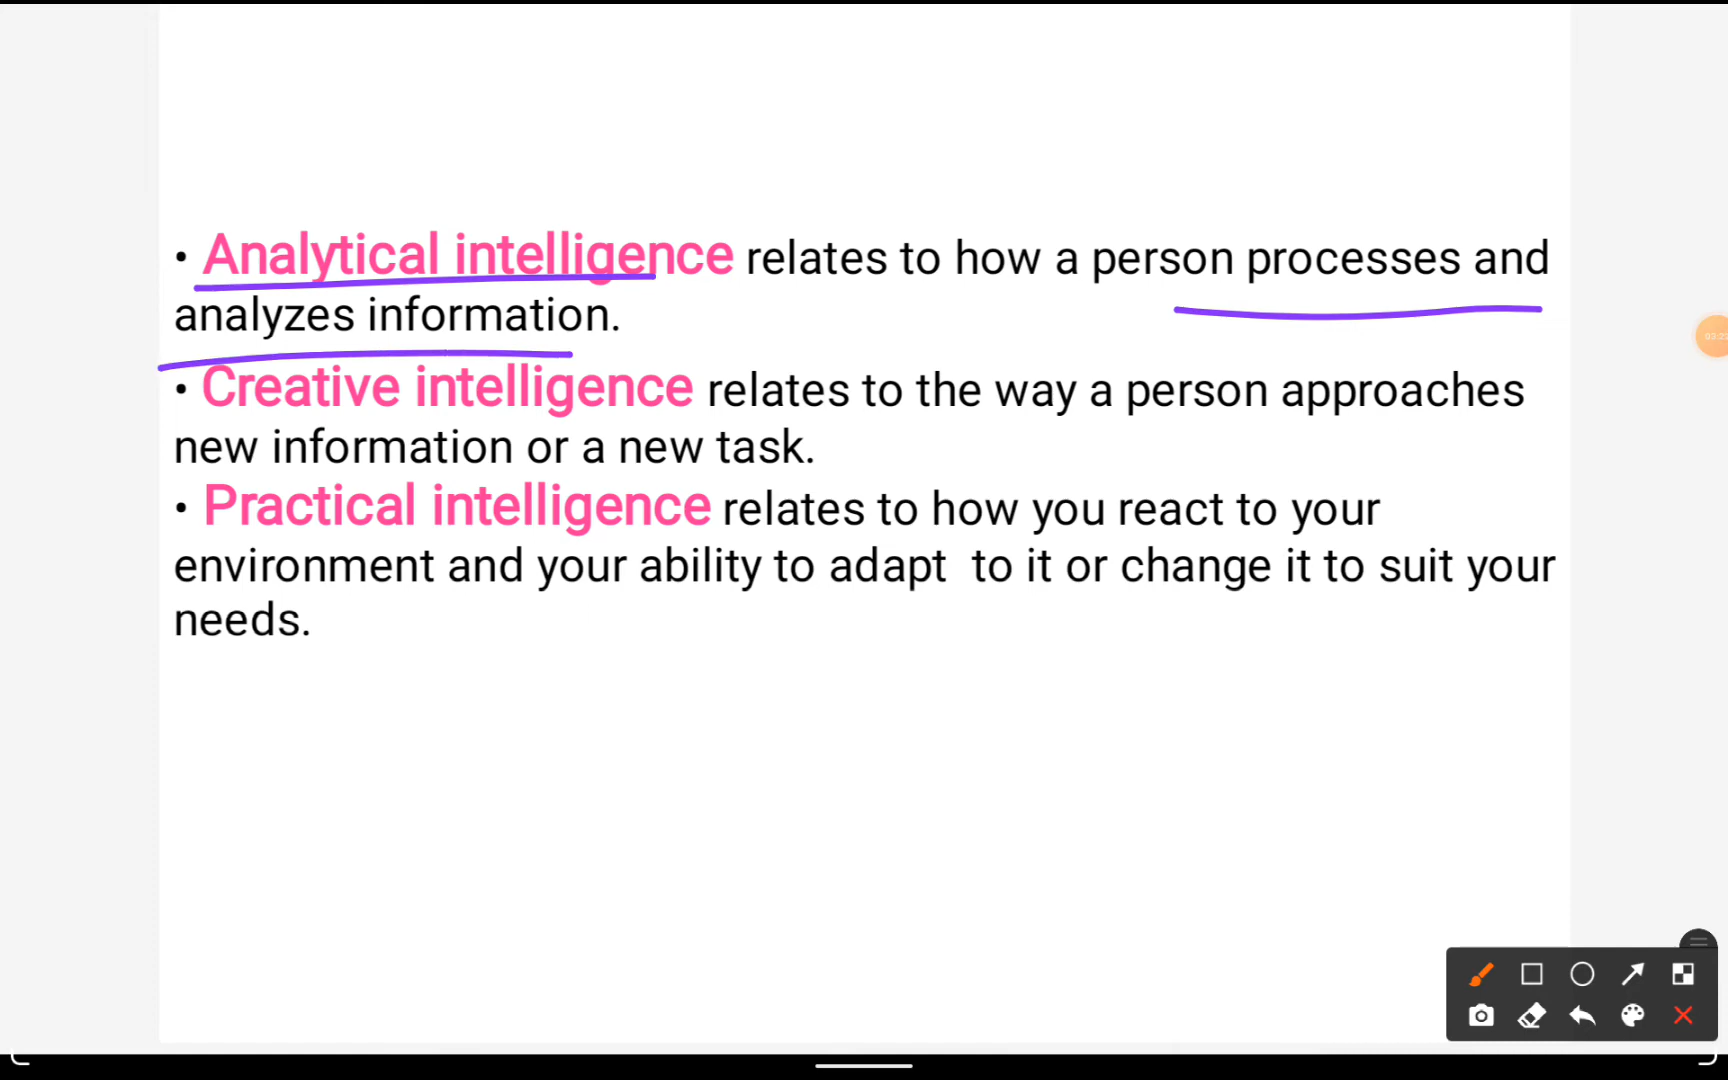 • Analytical intelligence relates to how a person processes and
analyzes information.
• Creative intelligence relates to the way a person approaches
new information or a new task.
• Practical intelligence relates to how you react to your
environment and your ability to adapt  to it or change it to suit your
needs.